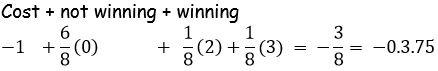 Cost + not winning + winning
−1 + 6/8 (0) + 1/8 (2) + 1/8 (3) = − 3/8 = −0.3.75